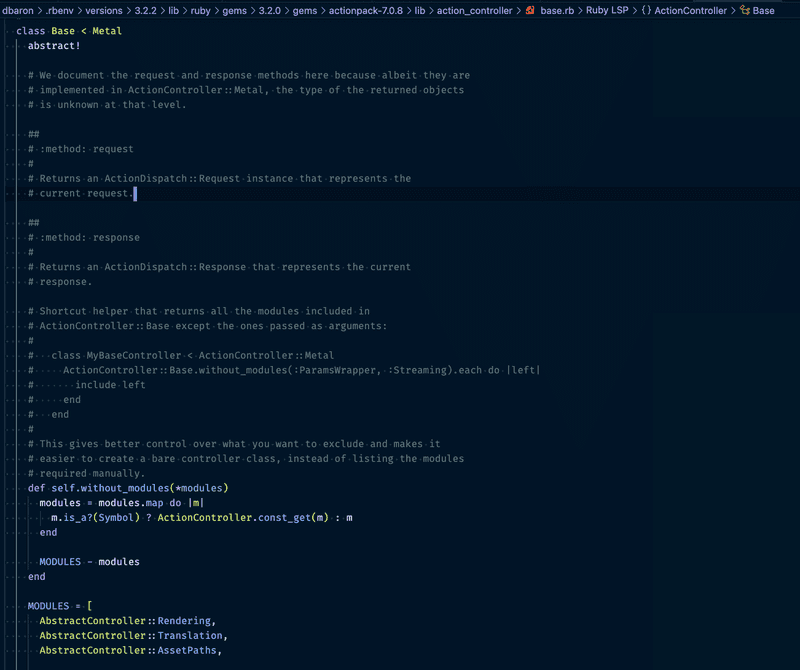 dbaron > .rbenv > versions > 3.2.2 > lib > ruby > gems > 3.2.0 > gems > actionpack-7.0.8 > lib > action_controller > base.rb > Ruby LSP > {} ActionController > Base
class Base < Metal
  abstract!

  # We document the request and response methods here because albeit they are
  # implemented in ActionController::Metal, the type of the returned objects
  # is unknown at that level.

  ##
  # :method: request
  #
  # Returns an ActionDispatch::Request instance that represents the
  # current request.

  ##
  # :method: response
  #
  # Returns an ActionDispatch::Response that represents the current
  # response.

  # Shortcut helper that returns all the modules included in
  # ActionController::Base except the ones passed as arguments:
  #
  #   class MyBaseController < ActionController::Metal
  #     ActionController::Base.without_modules(:ParamsWrapper, :Streaming).each do |left|
  #       include left
  #     end
  #   end
  #
  # This gives better control over what you want to exclude and makes it
  # easier to create a bare controller class, instead of listing the modules
  # required manually.
  def self.without_modules(*modules)
    modules = modules.map do |m|
      m.is_a?(Symbol) ? ActionController.const_get(m) : m
    end

    MODULES - modules
  end

  MODULES = [
    AbstractController::Rendering,
    AbstractController::Translation,
    AbstractController::AssetPaths,